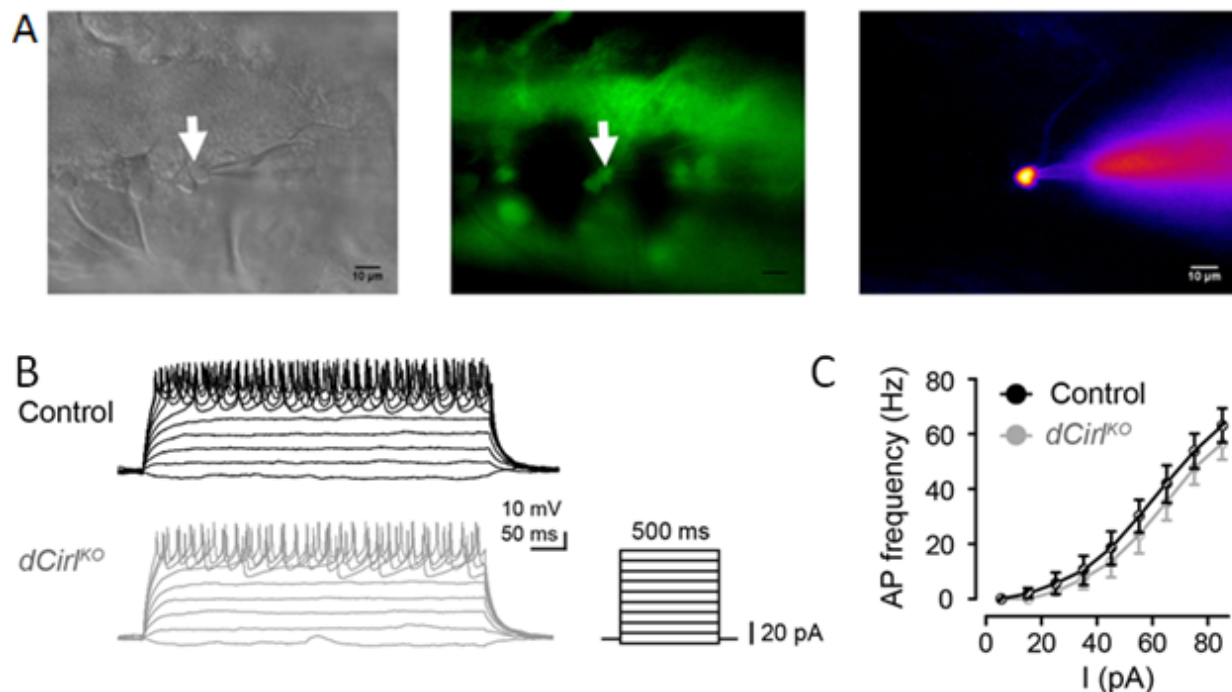 A
10 µm
10 µm
B
Control
10 mV
50 ms
dCirlKO
500 ms
20 pA
C
AP frequency (Hz)
80
60
40
20
0
Control
dCirlKO
0 20 40 60 80
I (pA)